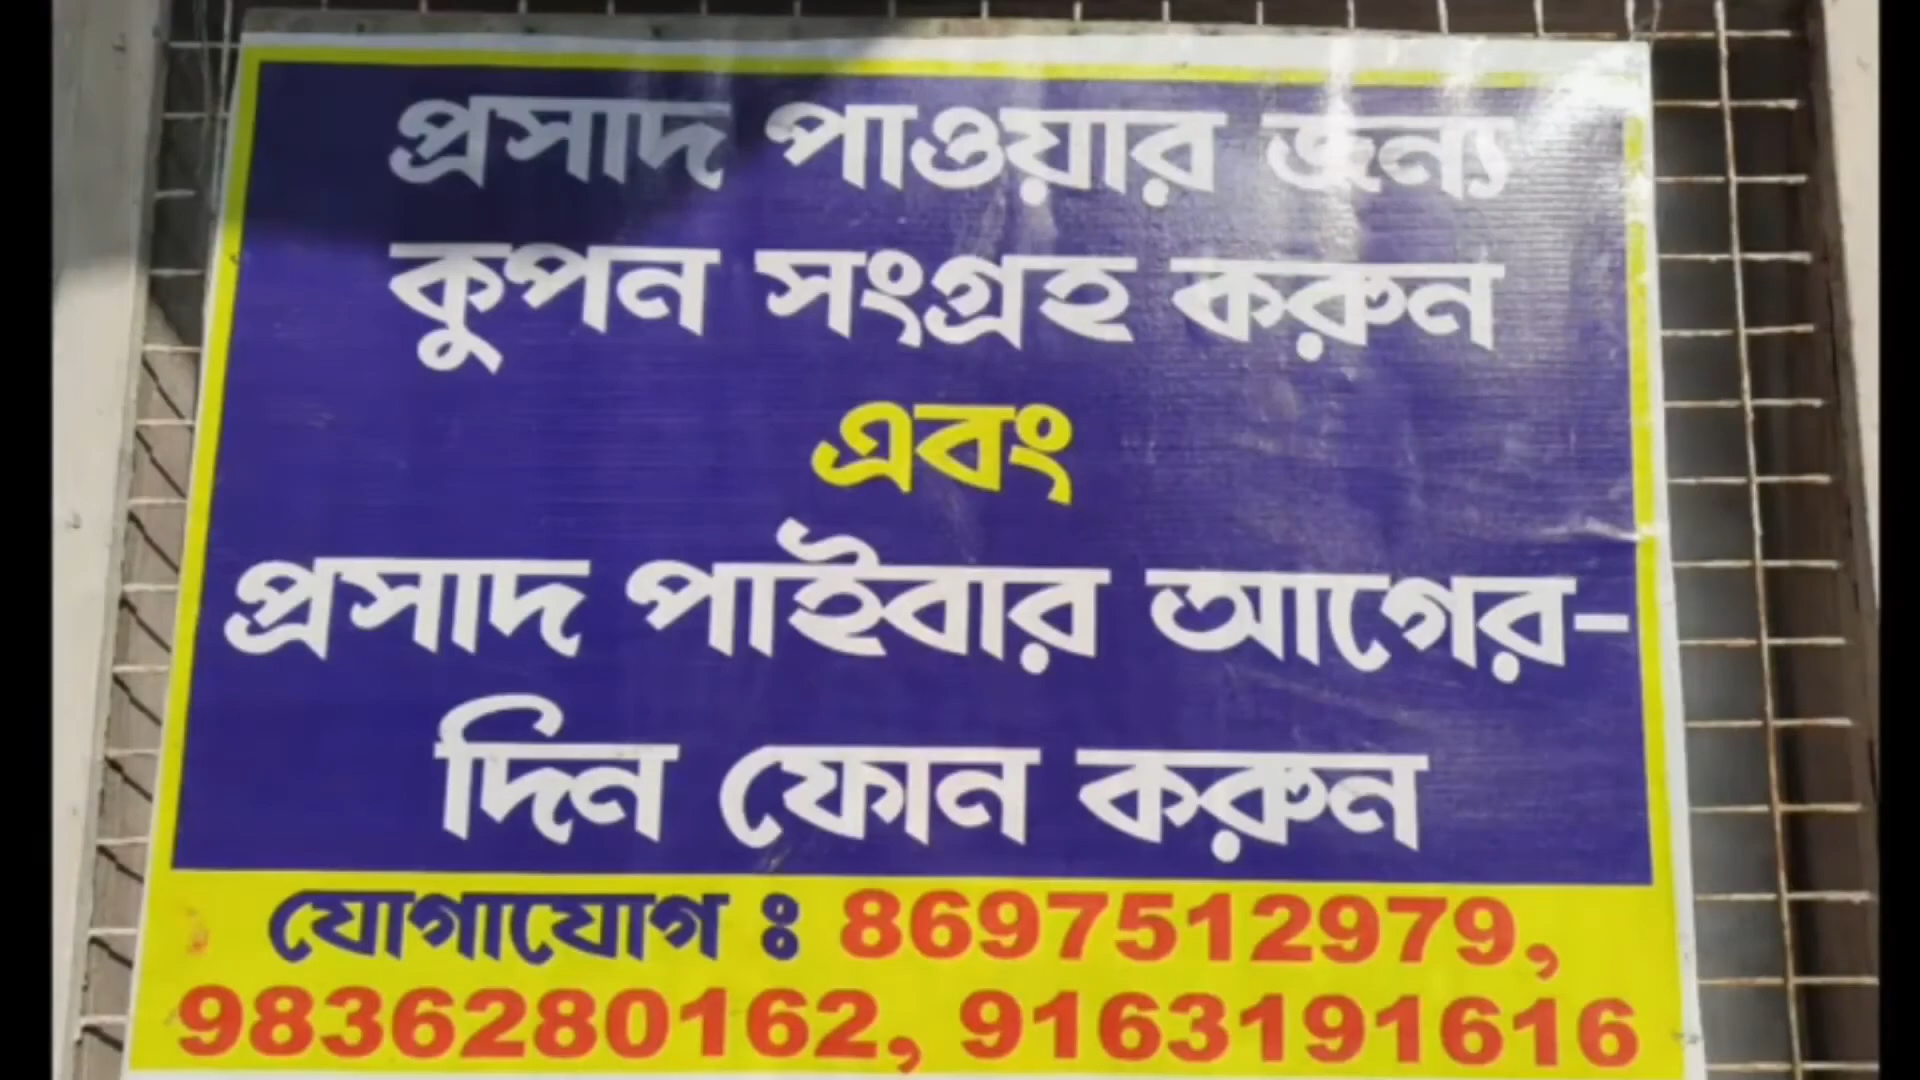 প্রসাদ পাওয়ার জন্য
কুপন সংগ্রহ করুন
এবং
প্রসাদ পাইবার আগের-
দিন ফোন করুন
যোগাযোগ ঃ 8697512979,
9836280162, 9163191616